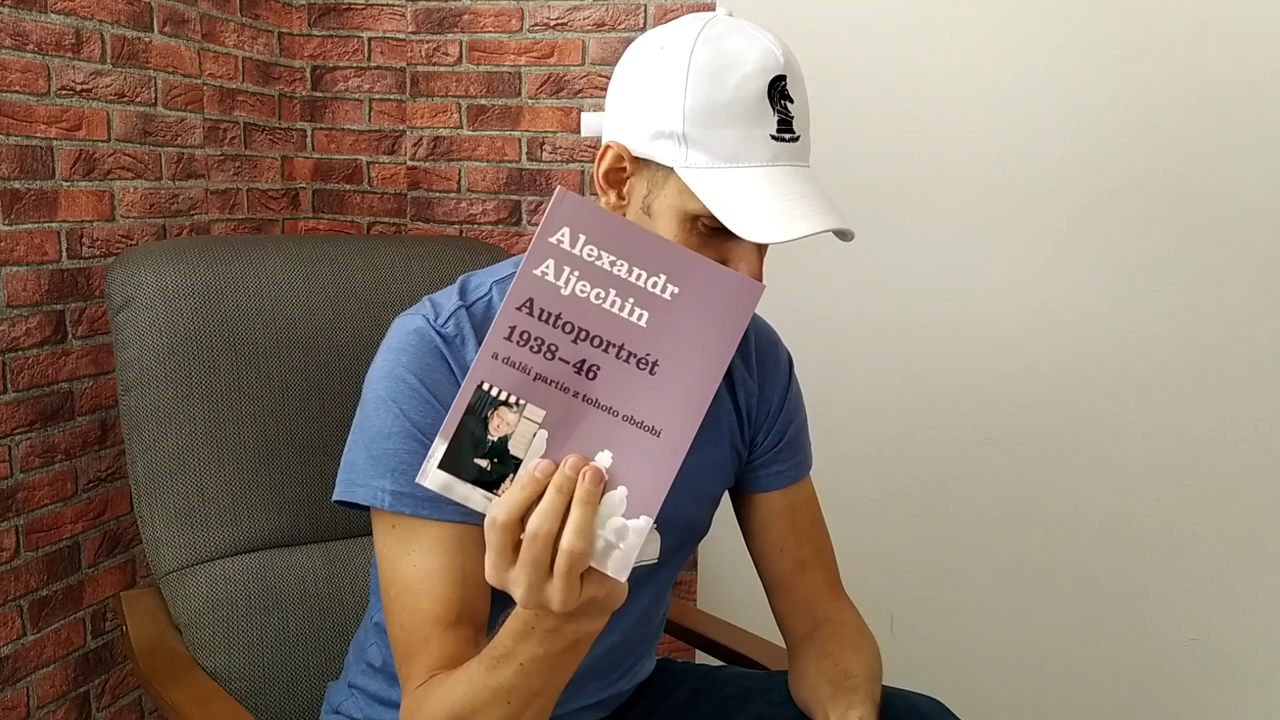 Alexandr
Aljechin
Autoportrét
1938–46
a další partie z tohoto období